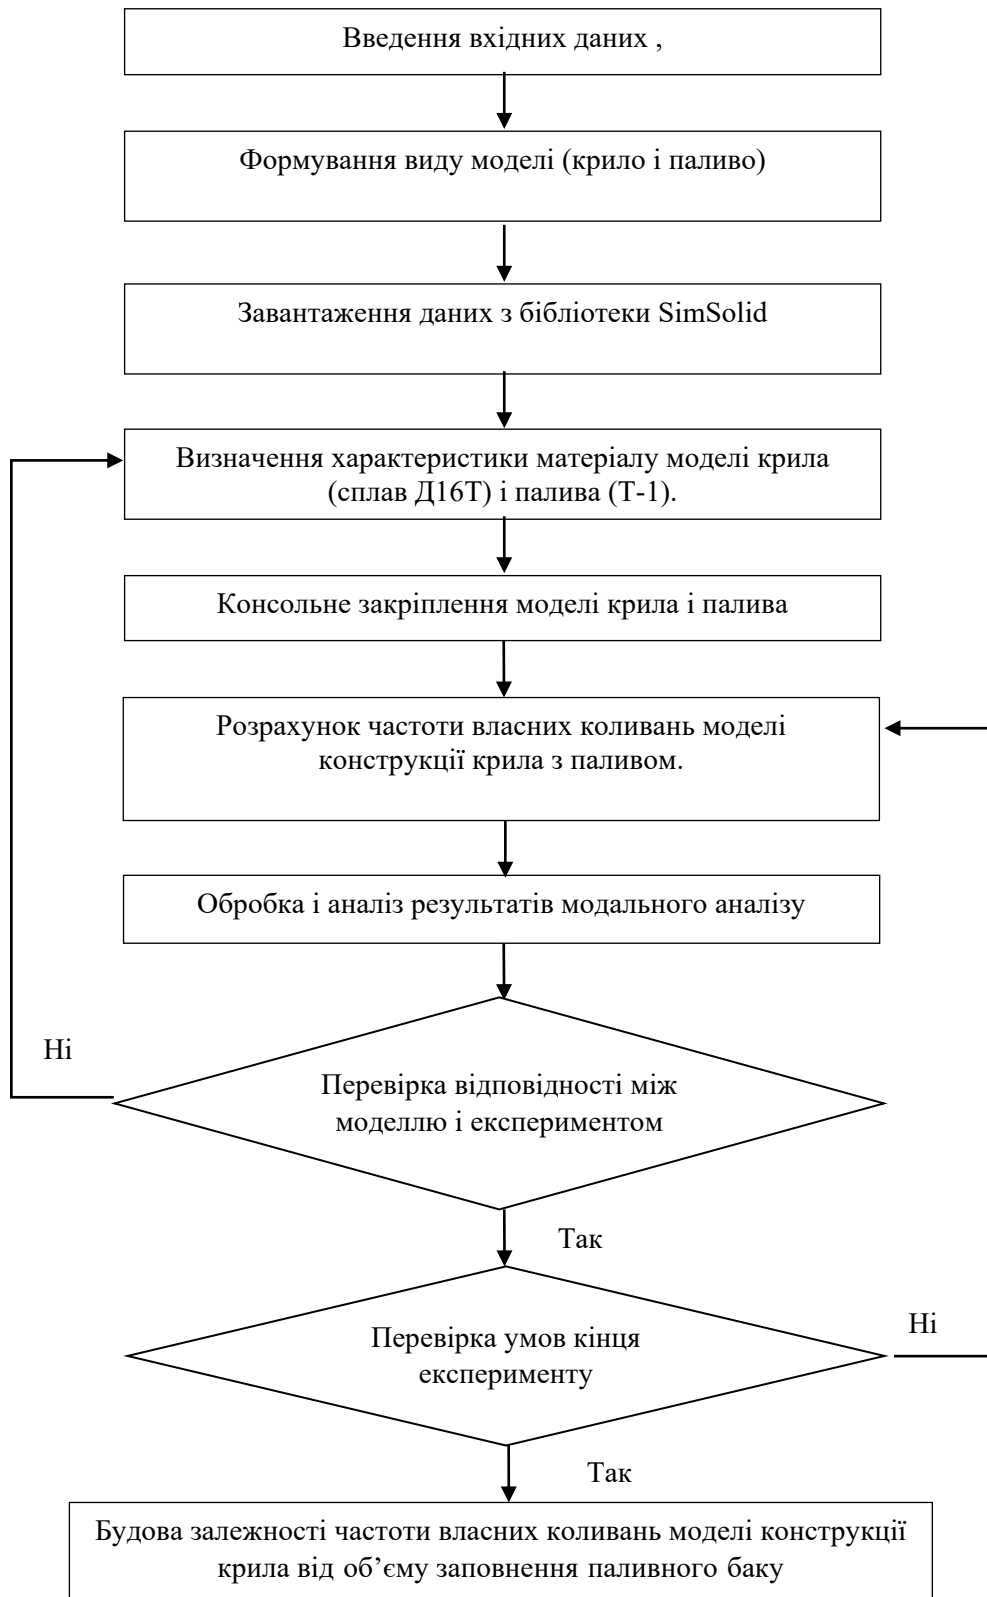 Введення вхідних даних ,
Формування виду моделі (крило і паливо)
Завантаження даних з бібліотеки SimSolid
Визначення характеристики матеріалу моделі крила
(сплав Д16Т) і палива (Т-1).
Консольне закріплення моделі крила і палива
Розрахунок частоти власних коливань моделі
конструкції крила з паливом.
Обробка і аналіз результатів модального аналізу
Ні
Перевірка відповідності між
моделлю і експериментом
Так
Перевірка умов кінця
експерименту
Ні
Так
Будова залежності частоти власних коливань моделі конструкції
крила від об’єму заповнення паливного баку